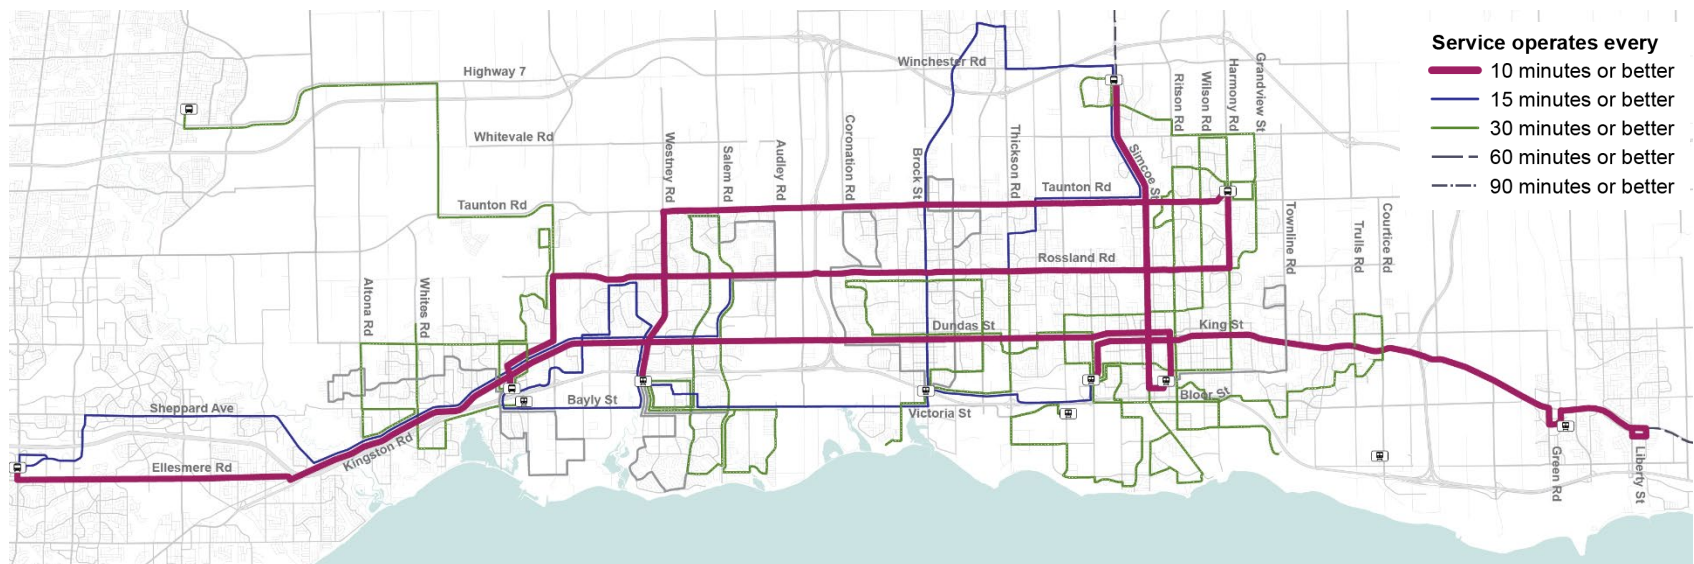 Service operates every
10 minutes or better
15 minutes or better
30 minutes or better
60 minutes or better
90 minutes or better
Highway 7
Winchester Rd
Whitevale Rd
Taunton Rd
Taunton Rd
Rossland Rd
Dundas St
King St
Bayly St
Victoria St
Bloor St
Sheppard Ave
Ellesmere Rd
Kingston Rd
Altona Rd
Whites Rd
Westney Rd
Salem Rd
Audley Rd
Coronation Rd
Brock St
Thickson Rd
Simcoe St
Ritson Rd
Wilson Rd
Harmony Rd
Grandview St
Townline Rd
Trulls Rd
Courtice Rd
Green Rd
Liberty St